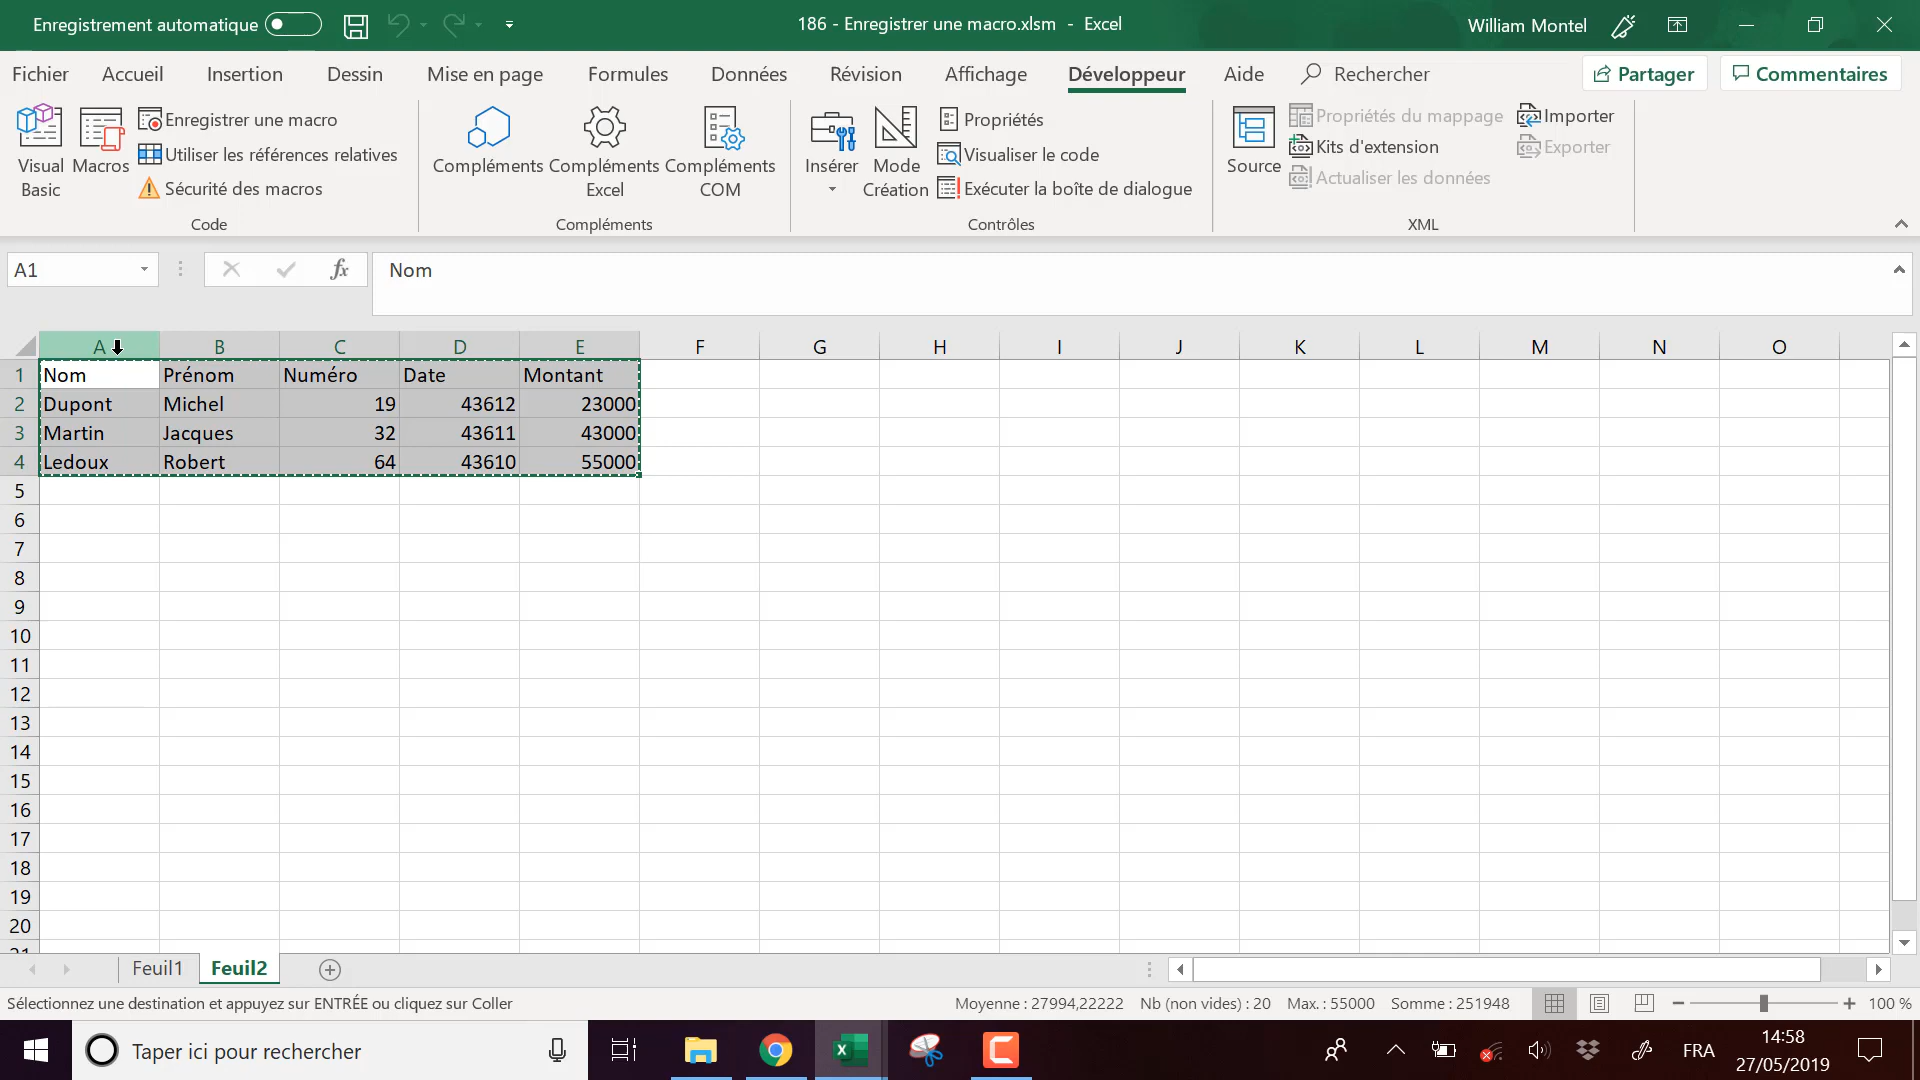 Enregistrement automatique
186 - Enregistrer une macro.xlsm - Excel
William Montel
Fichier Accueil Insertion Dessin Mise en page Formules Données Révision Affichage Développeur Aide Rechercher Partager Commentaires
Visual Basic
Macros
Enregistrer une macro
Utiliser les références relatives
Sécurité des macros
Code
Compléments
Compléments Excel
Compléments COM
Compléments
Insérer
Mode Création
Propriétés
Visualiser le code
Exécuter la boîte de dialogue
Contrôles
Source
Propriétés du mappage
Kits d'extension
Actualiser les données
Importer
Exporter
XML
A1
fx
Nom
A B C D E F G H I J K L M N O
1 Nom Prénom Numéro Date Montant
2 Dupont Michel 19 43612 23000
3 Martin Jacques 32 43611 43000
4 Ledoux Robert 64 43610 55000
5
6
7
8
9
10
11
12
13
14
15
16
17
18
19
20
21
Feuil1 Feuil2
Sélectionnez une destination et appuyez sur ENTRÉE ou cliquez sur Coller
Moyenne : 27994,22222 Nb (non vides) : 20 Max. : 55000 Somme : 251948
100 %
Taper ici pour rechercher
FRA
14:58
27/05/2019